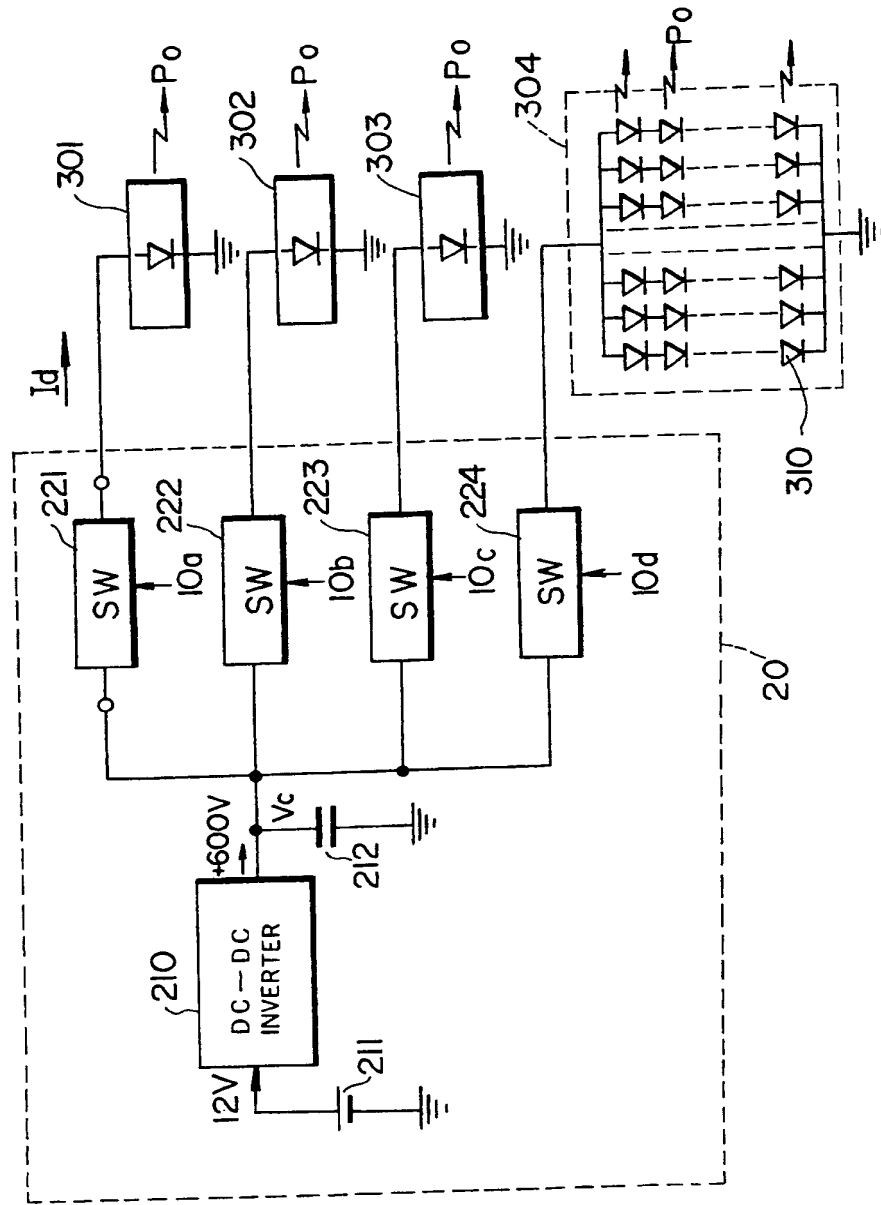 301
Po
302
Po
303
Po
304
Po
310
Id
221
SW
10a
222
SW
10b
223
SW
10c
224
SW
10d
20
+600V
Vc
212
210
DC-DC
INVERTER
12V
211